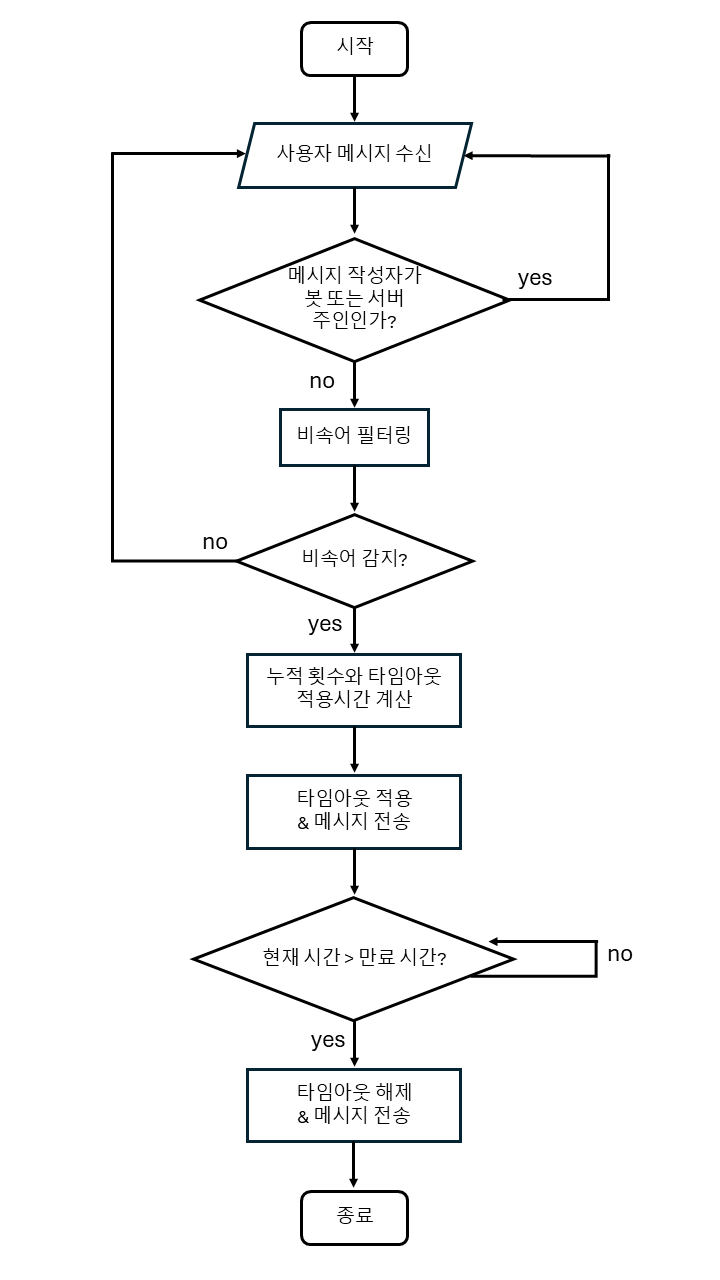 시작
사용자 메시지 수신
메시지 작성자가
봇 또는 서버
주인인가?
yes
no
비속어 필터링
비속어 감지?
no
yes
누적 횟수와 타임아웃
적용시간 계산
타임아웃 적용
& 메시지 전송
현재 시간 > 만료 시간?
no
yes
타임아웃 해제
& 메시지 전송
종료